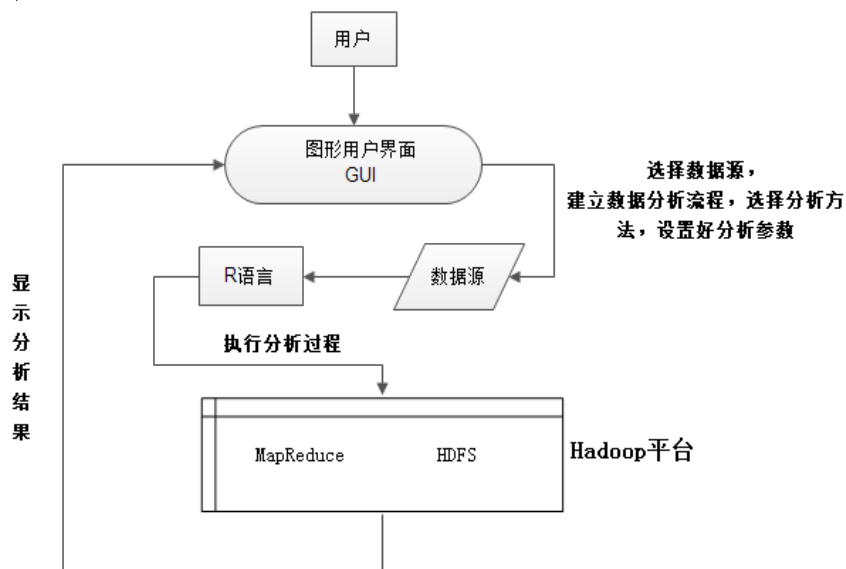 用户
图形用户界面
GUI
选择数据源，
建立数据分析流程，选择分析方
法，设置好分析参数
R语言
数据源
显
示
分
析
结
果
执行分析过程
MapReduce
HDFS
Hadoop平台